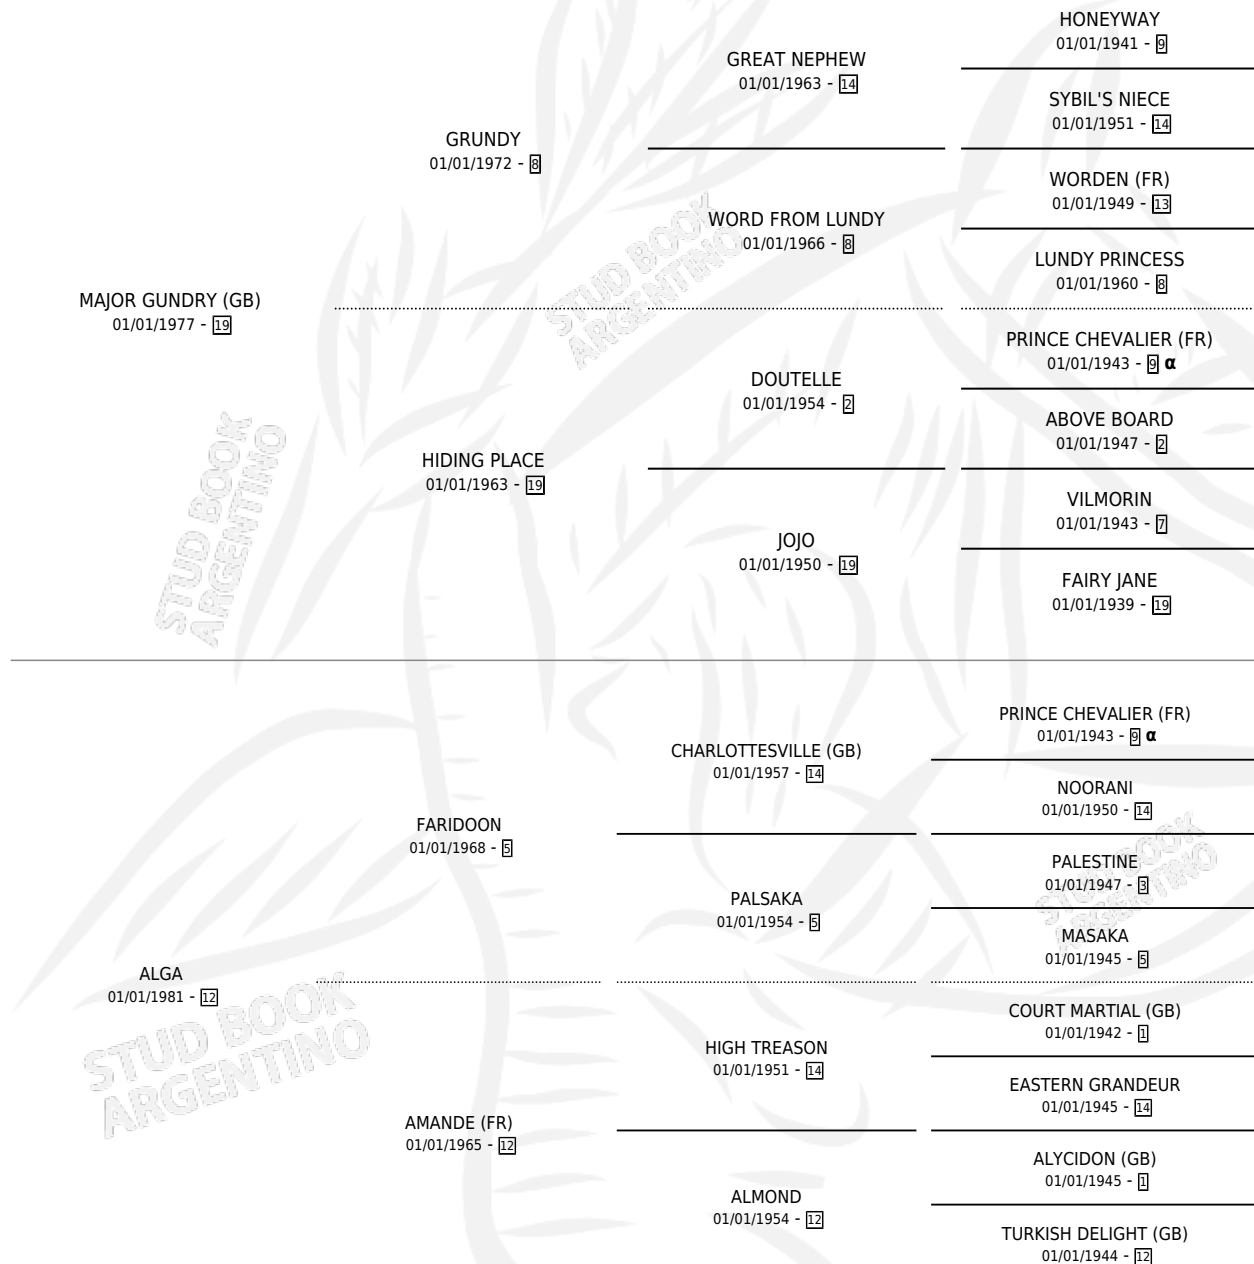 HONEYWAY
01/01/1941 - 9
GREAT NEPHEW
01/01/1963 - 14
SYBIL'S NIECE
01/01/1951 - 14
GRUNDY
01/01/1972 - 8
WORDEN (FR)
01/01/1949 - 13
WORD FROM LUNDY
01/01/1966 - 8
LUNDY PRINCESS
01/01/1960 - 8
MAJOR GUNDRY (GB)
01/01/1977 - 19
STUD BOOK
ARGENTINO
PRINCE CHEVALIER (FR)
01/01/1943 - 9 α
DOUTELLE
01/01/1954 - 2
ABOVE BOARD
01/01/1947 - 2
HIDING PLACE
01/01/1963 - 19
STUD BOOK
ARGENTINO
VILMORIN
01/01/1943 - 7
JOJO
01/01/1950 - 19
FAIRY JANE
01/01/1939 - 19
PRINCE CHEVALIER (FR)
01/01/1943 - 9 α
CHARLOTTESVILLE (GB)
01/01/1957 - 14
NOORANI
01/01/1950 - 14
FARIDOON
01/01/1968 - 5
PALESTINE
01/01/1947 - 3
STUD BOOK
ARGENTINO
PALSAKA
01/01/1954 - 5
MASAKA
01/01/1945 - 5
ALGA
01/01/1981 - 12
STUD BOOK
ARGENTINO
COURT MARTIAL (GB)
01/01/1942 - 1
HIGH TREASON
01/01/1951 - 14
EASTERN GRANDEUR
01/01/1945 - 14
AMANDE (FR)
01/01/1965 - 12
ALYCIDON (GB)
01/01/1945 - 1
ALMOND
01/01/1954 - 12
TURKISH DELIGHT (GB)
01/01/1944 - 12